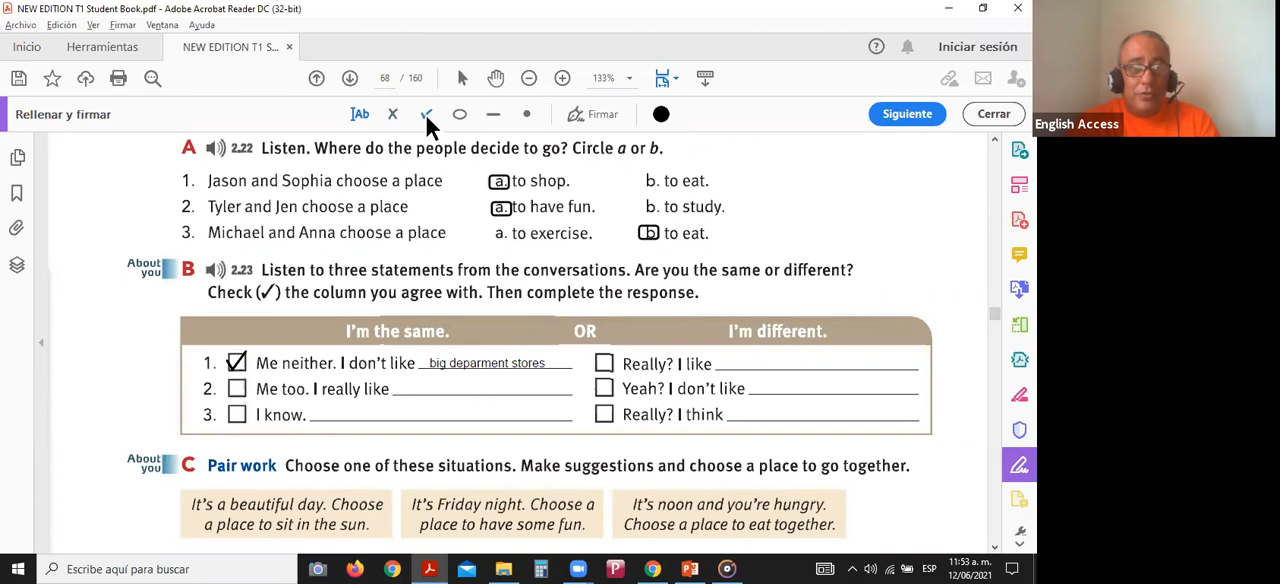 NEW EDITION T1 Student Book.pdf - Adobe Acrobat Reader DC (32-bit)
Archivo Edición Ver Firmar Ventana Ayuda
Inicio Herramientas NEW EDITION T1 S... × Iniciar sesión
68 / 160 133%
Rellenar y firmar IAb Firmar Siguiente Cerrar
English Access
A 2.22 Listen. Where do the people decide to go? Circle a or b.
1. Jason and Sophia choose a place a. to shop. b. to eat.
2. Tyler and Jen choose a place a. to have fun. b. to study.
3. Michael and Anna choose a place a. to exercise. b to eat.
About you B 2.23 Listen to three statements from the conversations. Are you the same or different?
Check (✓) the column you agree with. Then complete the response.
I'm the same. OR I'm different.
1. Me neither. I don't like big deparment stores Really? I like
2. Me too. I really like Yeah? I don't like
3. I know. Really? I think
About you C Pair work Choose one of these situations. Make suggestions and choose a place to go together.
It's a beautiful day. Choose a place to sit in the sun.
It's Friday night. Choose a place to have some fun.
It's noon and you're hungry. Choose a place to eat together.
Escribe aquí para buscar
ESP
11:53 a. m.
12/06/2021